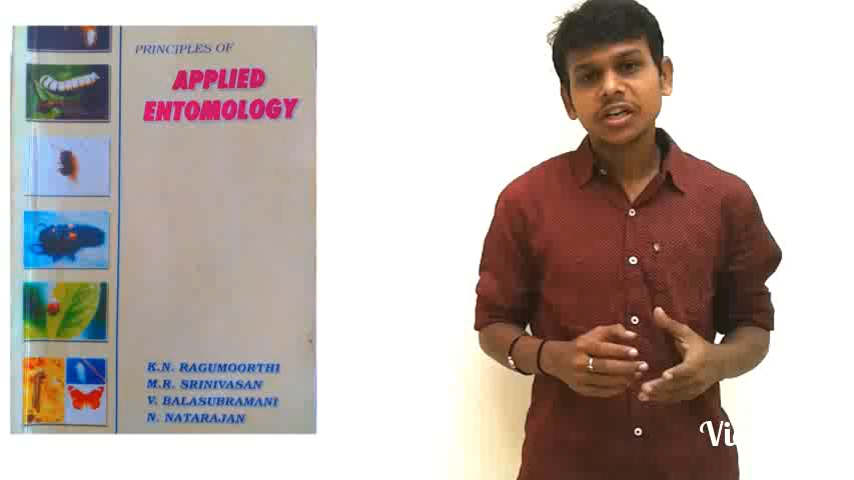 PRINCIPLES OF
APPLIED
ENTOMOLOGY
K.N. RAGUMOORTHI
M.R. SRINIVASAN
V. BALASUBRAMANI
N. NATARAJAN